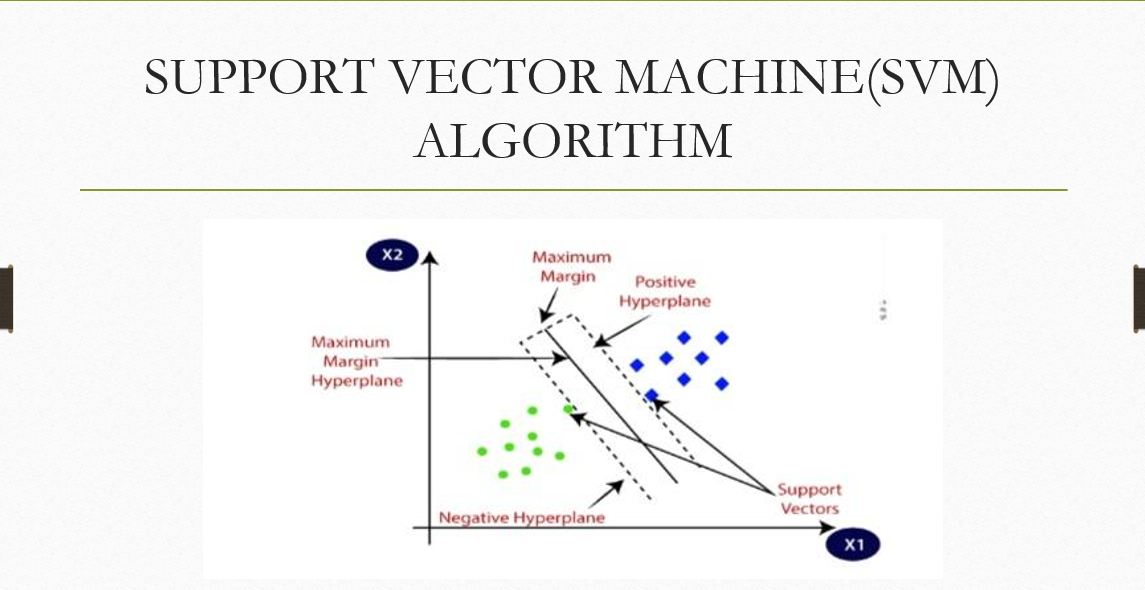 SUPPORT VECTOR MACHINE(SVM)
ALGORITHM
X2
Maximum
Margin
Positive
Hyperplane
Maximum
Margin
Hyperplane
Support
Vectors
Negative Hyperplane
X1